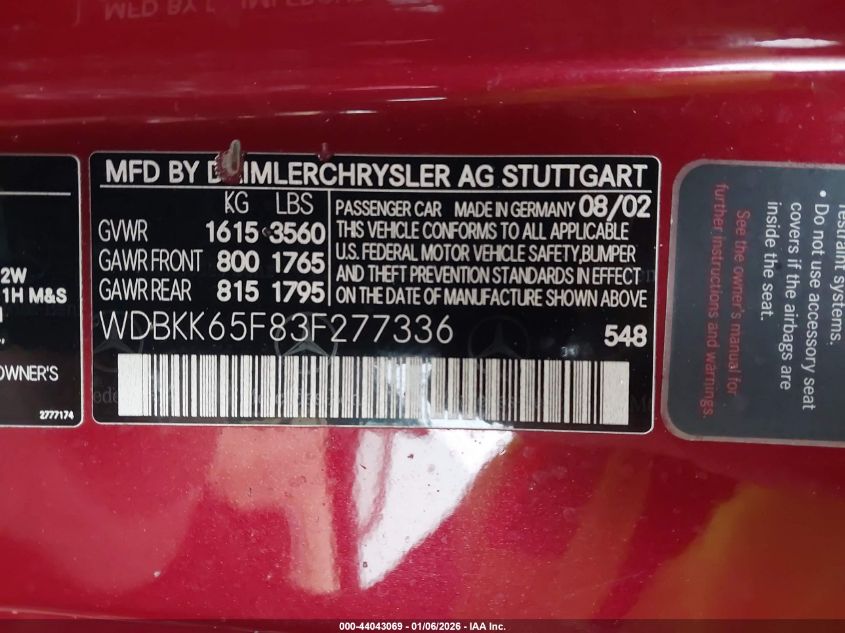 MFD BY DAIMLERCHRYSLER AG STUTTGART
KG LBS
GVWR 1615 3560
GAWR FRONT 800 1765
GAWR REAR 815 1795
PASSENGER CAR MADE IN GERMANY 08/02
THIS VEHICLE CONFORMS TO ALL APPLICABLE
U.S. FEDERAL MOTOR VEHICLE SAFETY, BUMPER
AND THEFT PREVENTION STANDARDS IN EFFECT
ON THE DATE OF MANUFACTURE SHOWN ABOVE
WDBKK65F83F277336
548
2W
1H M&S
OWNER'S
2777174
restraint systems.
• Do not use accessory seat
covers if the airbags are
inside the seat.
See the owner's manual for
further instructions and warnings.
000-44043069 - 01/06/2026 - IAA Inc.